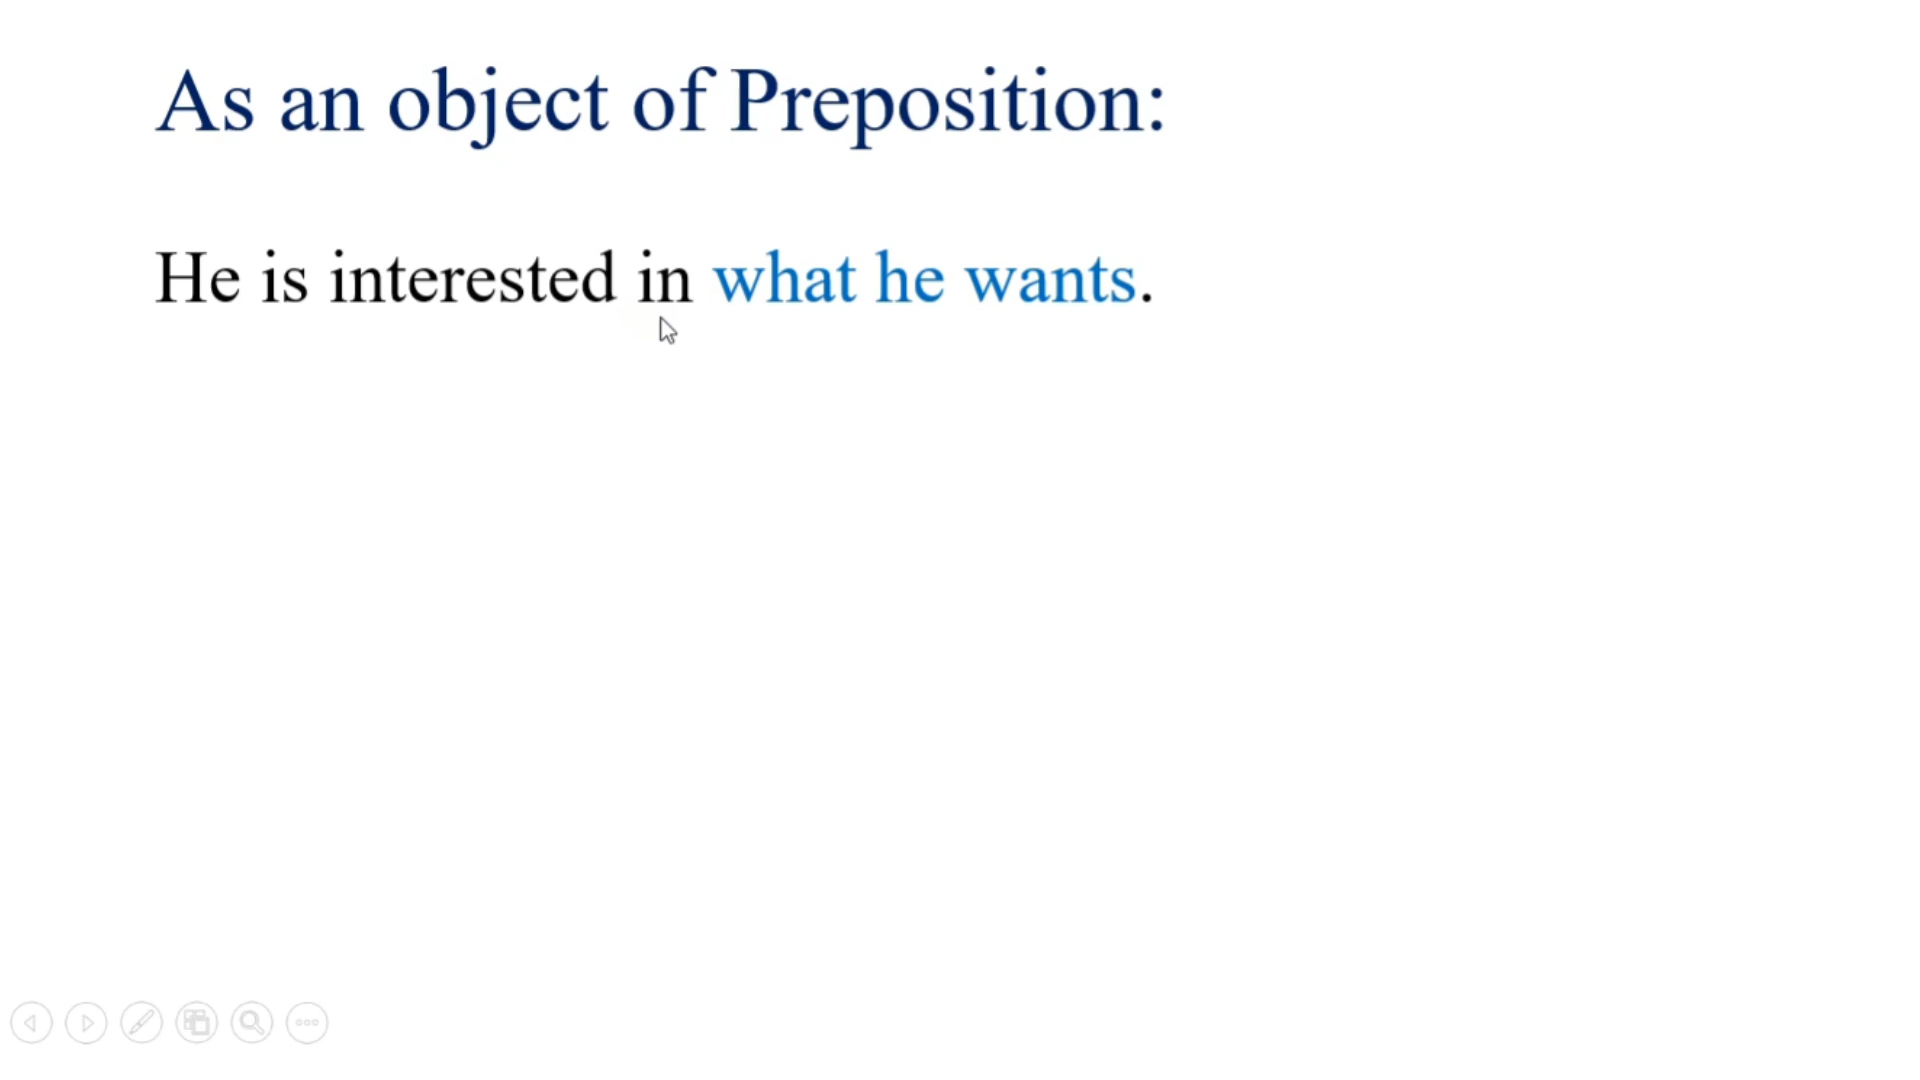 As an object of Preposition:
He is interested in what he wants.